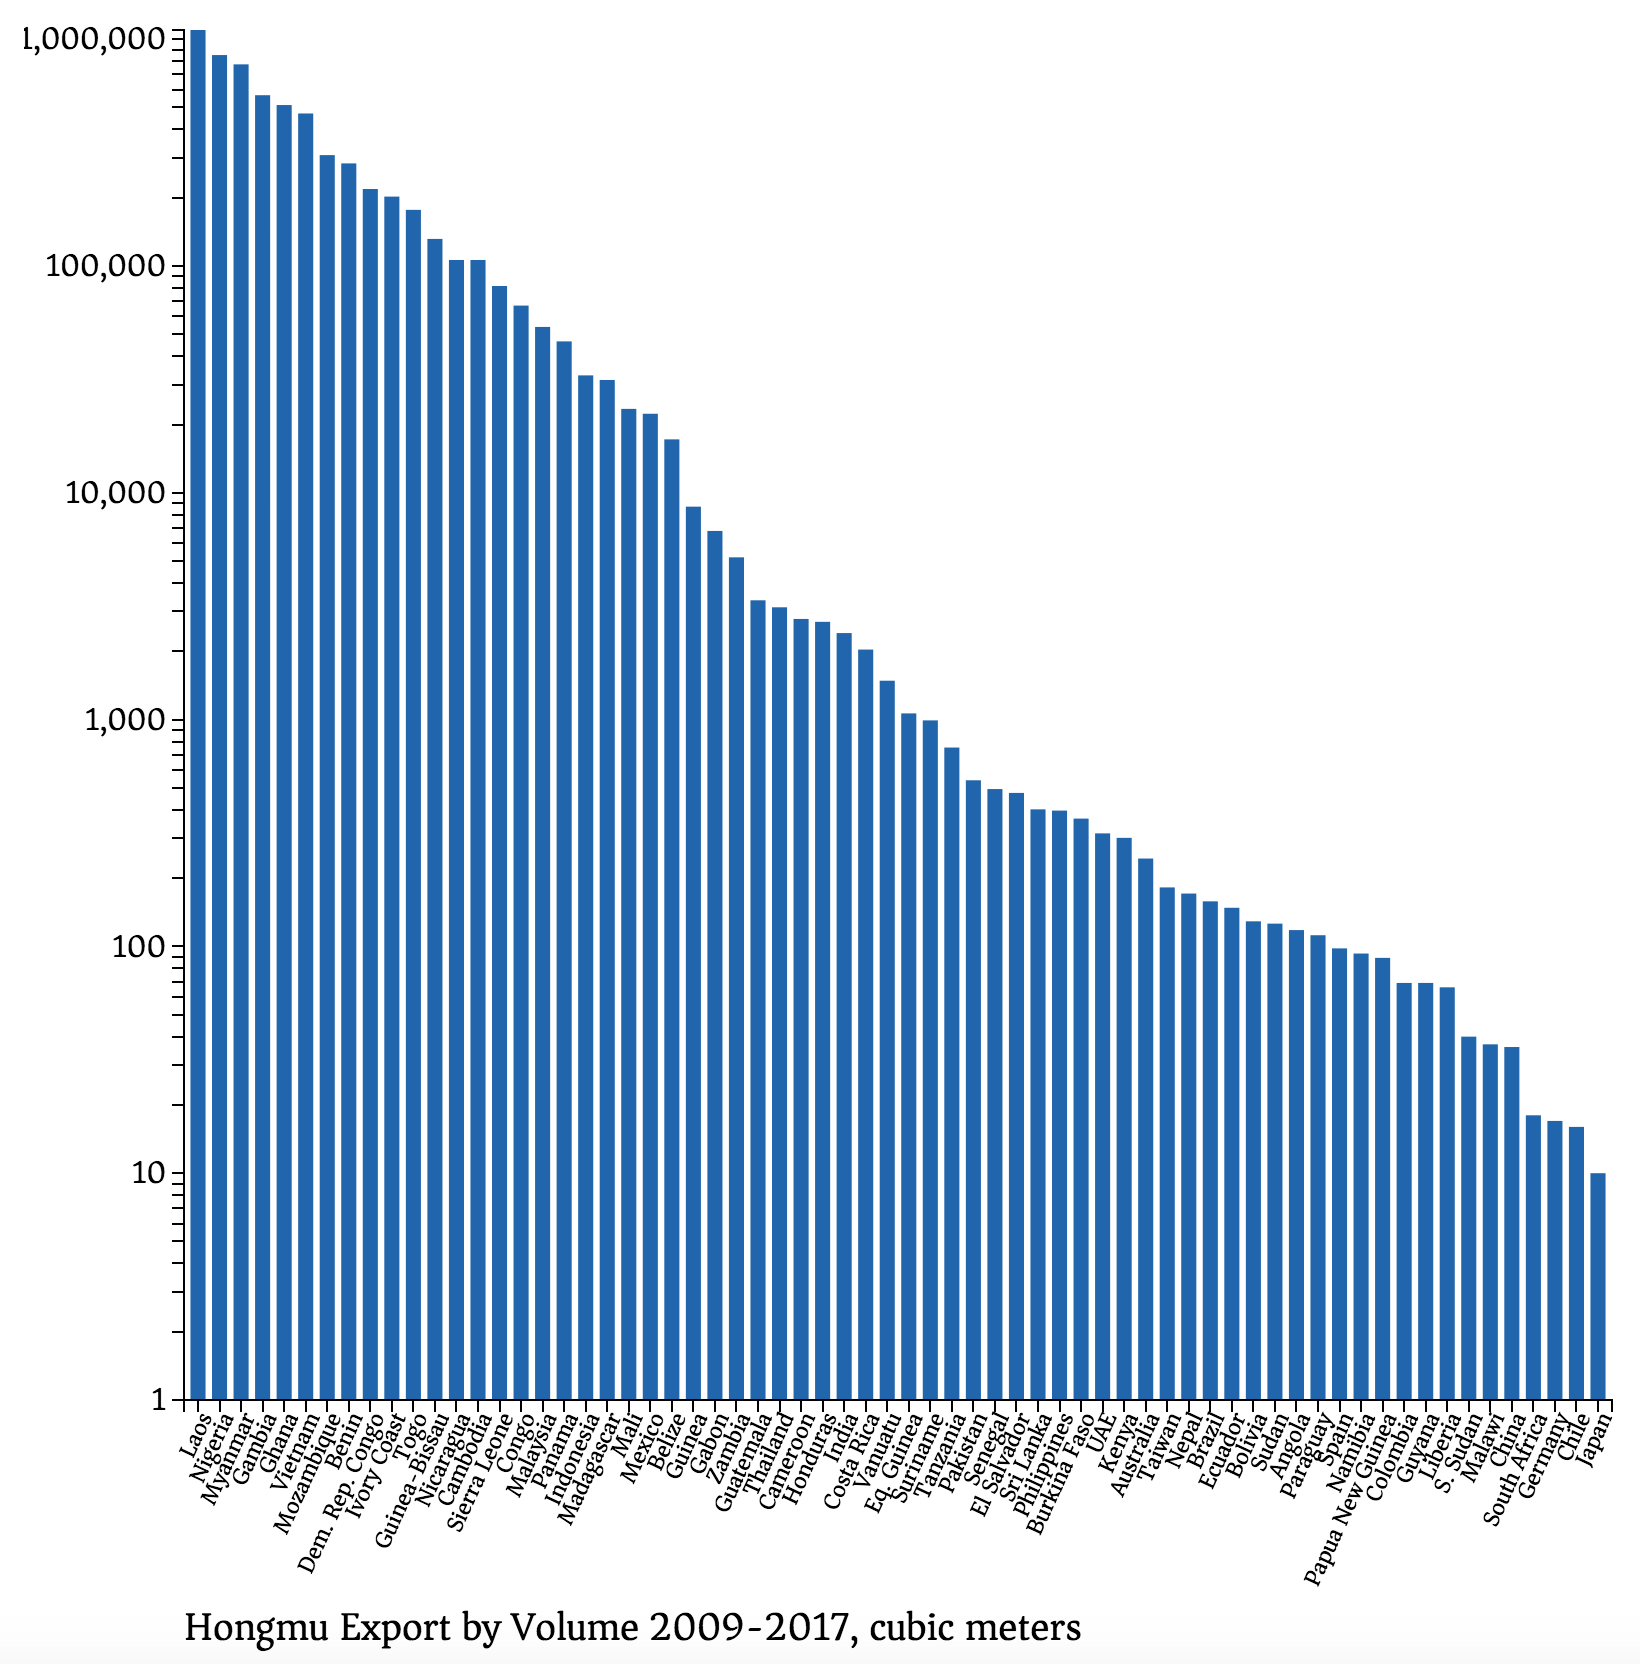 1,000,000
100,000
10,000
1,000
100
10
1
Laos
Nigeria
Myanmar
Gambia
Ghana
Vietnam
Mozambique
Benin
Dem. Rep. Congo
Ivory Coast
Togo
Guinea-Bissau
Nicaragua
Cambodia
Sierra Leone
Congo
Malaysia
Panama
Indonesia
Madagascar
Mali
Mexico
Belize
Guinea
Gabon
Zambia
Guatemala
Thailand
Cameroon
Honduras
India
Costa Rica
Vanuatu
Eq. Guinea
Suriname
Tanzania
Pakistan
Senegal
El Salvador
Sri Lanka
Philippines
Burkina Faso
UAE
Kenya
Australia
Taiwan
Nepal
Brazil
Ecuador
Bolivia
Sudan
Angola
Paraguay
Spain
Namibia
Papua New Guinea
Colombia
Guyana
Liberia
S. Sudan
Malawi
China
South Africa
Germany
Chile
Japan
Hongmu Export by Volume 2009-2017, cubic meters